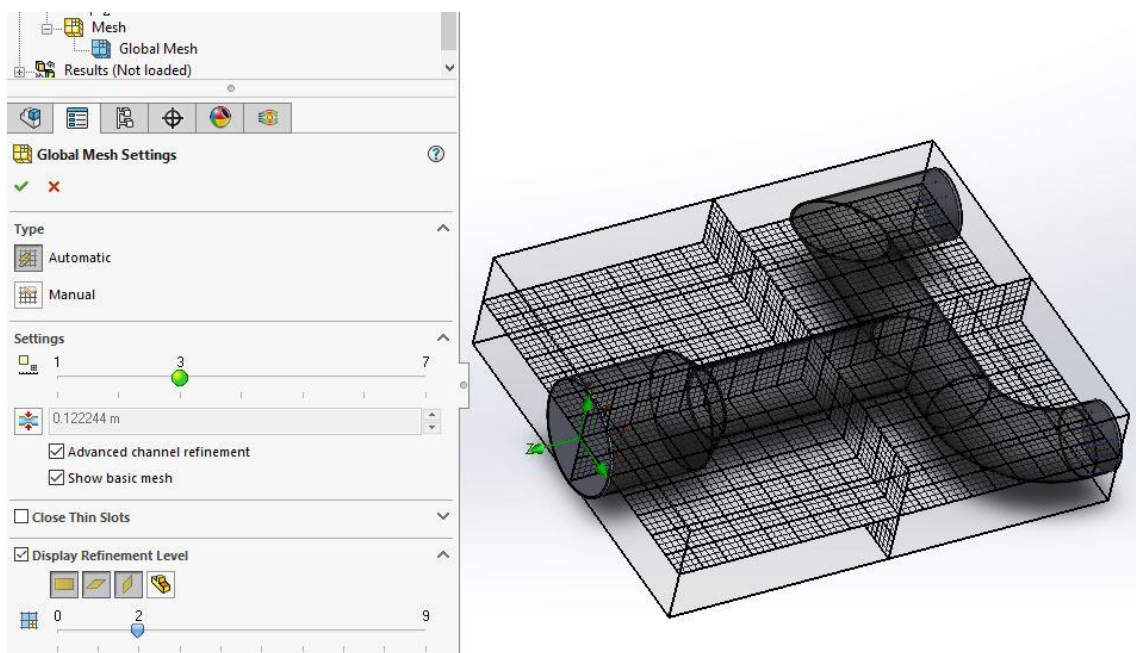 Mesh
Global Mesh
Results (Not loaded)
Global Mesh Settings
Type
Automatic
Manual
Settings
1 3 7
0.122244 m
Advanced channel refinement
Show basic mesh
Close Thin Slots
Display Refinement Level
0 2 9
Z